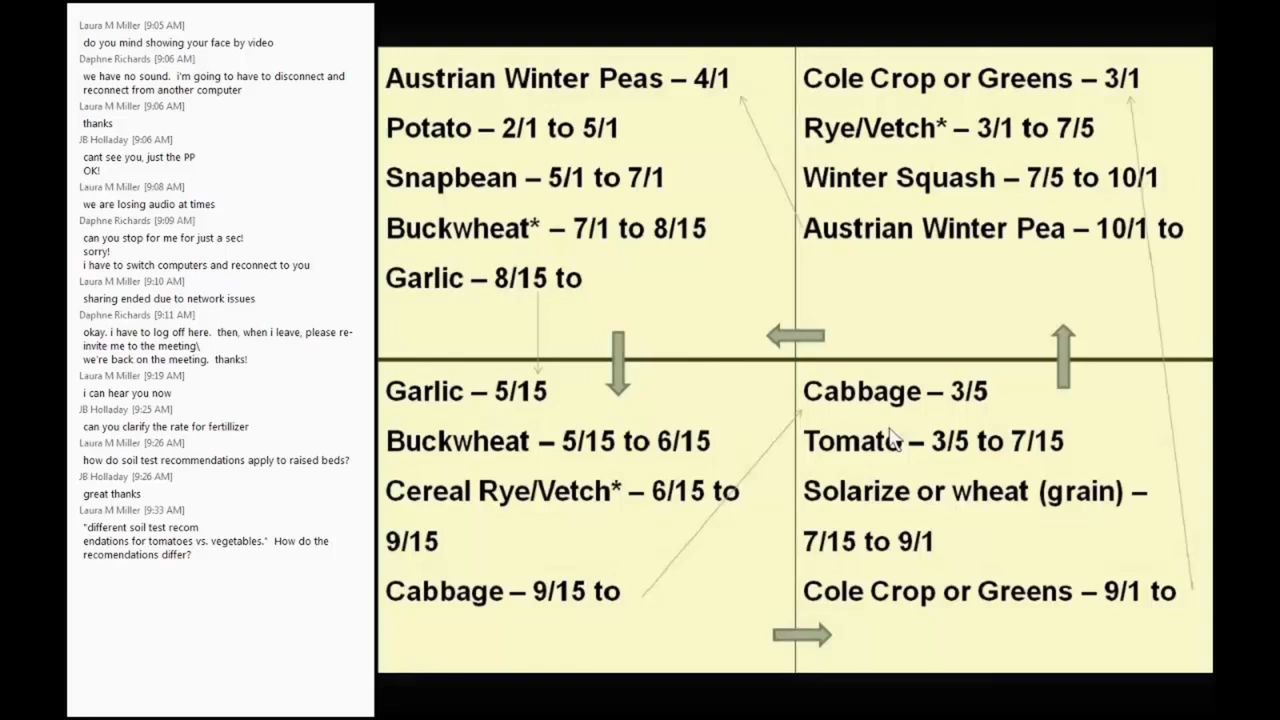 Laura M Miller [9:05 AM]
do you mind showing your face by video
Daphne Richards [9:06 AM]
we have no sound.  i'm going to have to disconnect and
reconnect from another computer
Laura M Miller [9:06 AM]
thanks
JB Holladay [9:06 AM]
cant see you, just the PP
OK!
Laura M Miller [9:08 AM]
we are losing audio at times
Daphne Richards [9:09 AM]
can you stop for me for just a sec!
sorry!
i have to switch computers and reconnect to you
Laura M Miller [9:10 AM]
sharing ended due to network issues
Daphne Richards [9:11 AM]
okay. i have to log off here.  then, when i leave, please re-
invite me to the meeting\
we're back on the meeting.  thanks!
Laura M Miller [9:19 AM]
i can hear you now
JB Holladay [9:25 AM]
can you clarify the rate for fertillizer
Laura M Miller [9:26 AM]
how do soil test recommendations apply to raised beds?
JB Holladay [9:26 AM]
great thanks
Laura M Miller [9:33 AM]
"different soil test recom
endations for tomatoes vs. vegetables."  How do the
recomendations differ?
Austrian Winter Peas – 4/1
Potato – 2/1 to 5/1
Snapbean – 5/1 to 7/1
Buckwheat* – 7/1 to 8/15
Garlic – 8/15 to
Cole Crop or Greens – 3/1
Rye/Vetch* – 3/1 to 7/5
Winter Squash – 7/5 to 10/1
Austrian Winter Pea – 10/1 to
Garlic – 5/15
Buckwheat – 5/15 to 6/15
Cereal Rye/Vetch* – 6/15 to
9/15
Cabbage – 9/15 to
Cabbage – 3/5
Tomato – 3/5 to 7/15
Solarize or wheat (grain) –
7/15 to 9/1
Cole Crop or Greens – 9/1 to